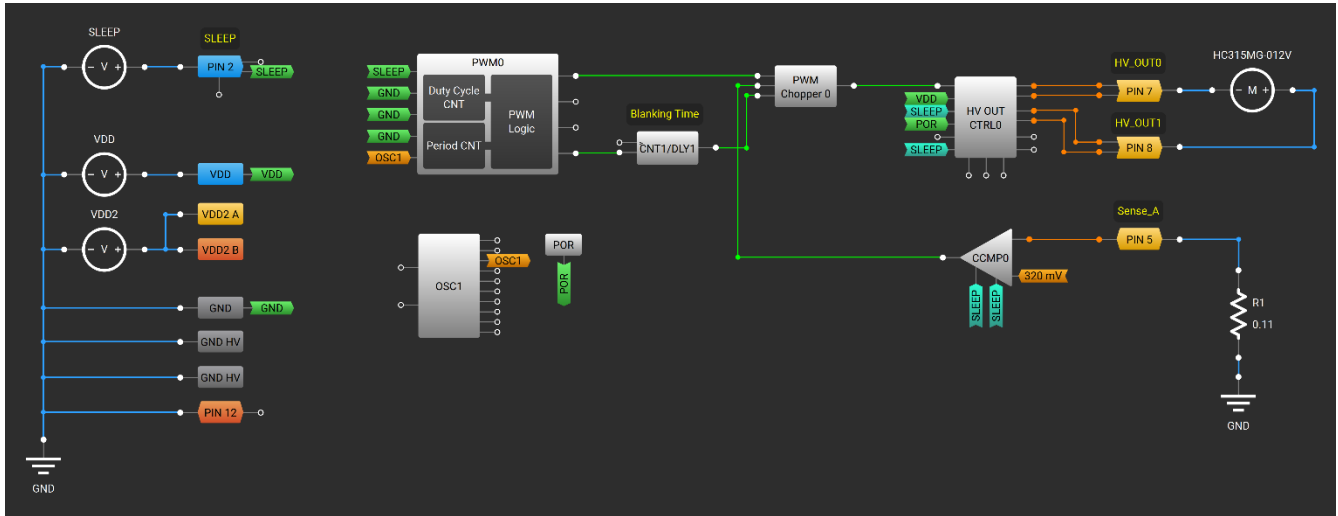 SLEEP
SLEEP
- V +
PIN 2
SLEEP
VDD
- V +
VDD
VDD
VDD2
- V +
VDD2 A
VDD2 B
GND
GND
GND HV
GND HV
PIN 12
GND
PWM0
SLEEP
GND
GND
GND
OSC1
Duty Cycle
CNT
Period CNT
PWM
Logic
Blanking Time
CNT1/DLY1
OSC1
OSC1
POR
POR
PWM
Chopper 0
VDD
SLEEP
POR
SLEEP
HV OUT
CTRL0
HV_OUT0
PIN 7
HV_OUT1
PIN 8
HC315MG-012V
- M +
Sense_A
PIN 5
CCMP0
320 mV
SLEEP
SLEEP
R1
0.11
GND